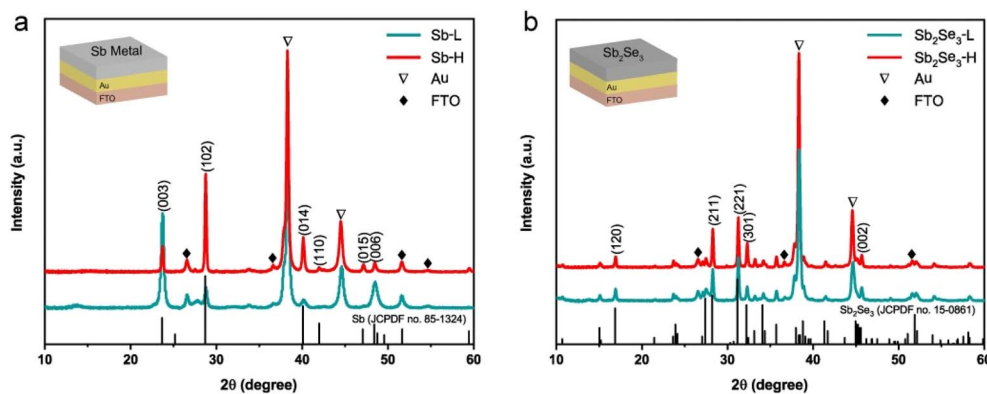 a
Sb Metal
Au
FTO
Sb-L
Sb-H
Au
FTO
(003)
(102)
(014)
(110)
(015)
(006)
Sb (JCPDF no. 85-1324)
Intensity (a.u.)
10 20 30 40 50 60
2θ (degree)
b
Sb₂Se₃
Au
FTO
Sb₂Se₃-L
Sb₂Se₃-H
Au
FTO
(120)
(211)
(221)
(301)
(002)
Sb₂Se₃ (JCPDF no. 15-0861)
Intensity (a.u.)
10 20 30 40 50 60
2θ (degree)